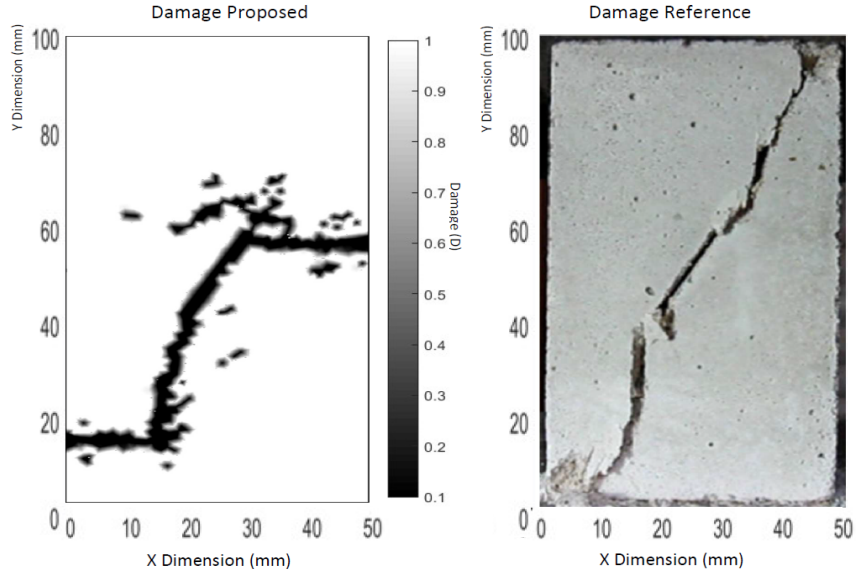 Damage Proposed
Y Dimension (mm)
100
80
60
40
20
0
0 10 20 30 40 50
X Dimension (mm)
1
0.9
0.8
0.7
0.6
0.5
0.4
0.3
0.2
0.1
Damage (D)
Damage Reference
Y Dimension (mm)
100
80
60
40
20
0
0 10 20 30 40 50
X Dimension (mm)